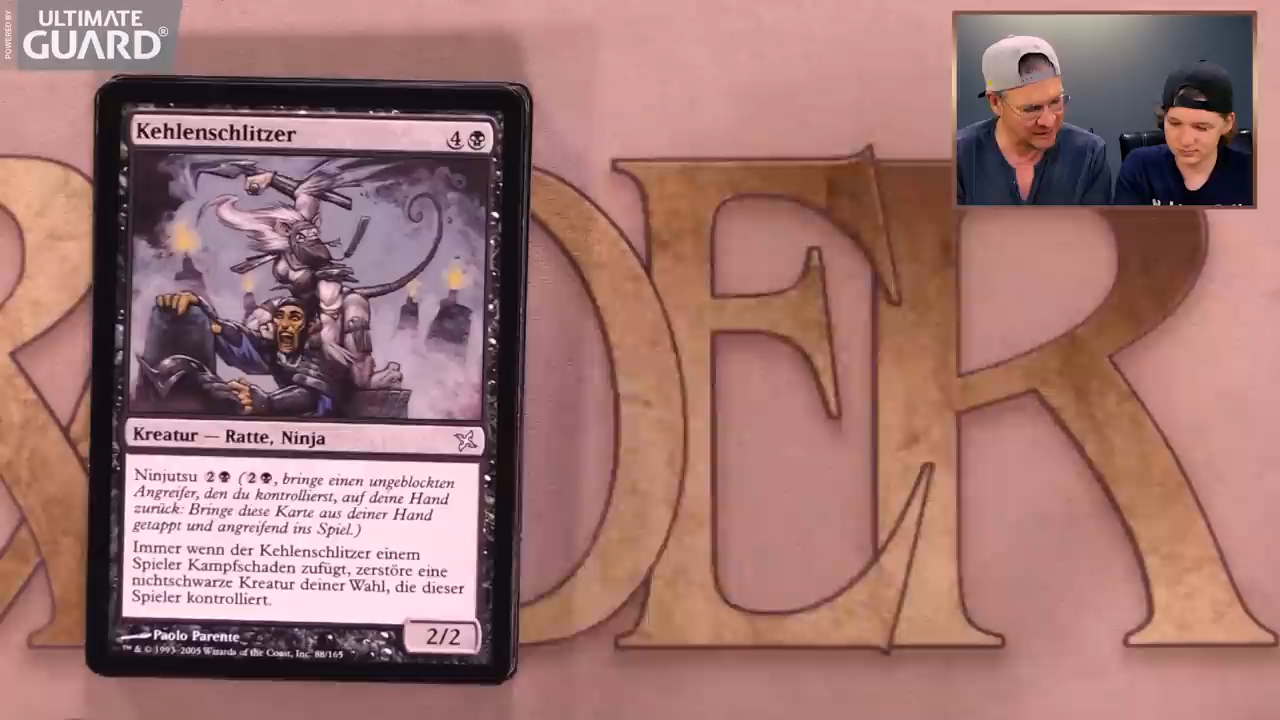 POWERED BY
ULTIMATE
GUARD®
Kehlenschlitzer
4
Kreatur — Ratte, Ninja
Ninjutsu 2 (2, bringe einen ungeblockten
Angreifer, den du kontrollierst, auf deine Hand
zurück: Bringe diese Karte aus deiner Hand
getappt und angreifend ins Spiel.)
Immer wenn der Kehlenschlitzer einem
Spieler Kampfschaden zufügt, zerstöre eine
nichtschwarze Kreatur deiner Wahl, die dieser
Spieler kontrolliert.
Paolo Parente
™ & © 1993–2005 Wizards of the Coast, Inc. 88/165
2/2
DER